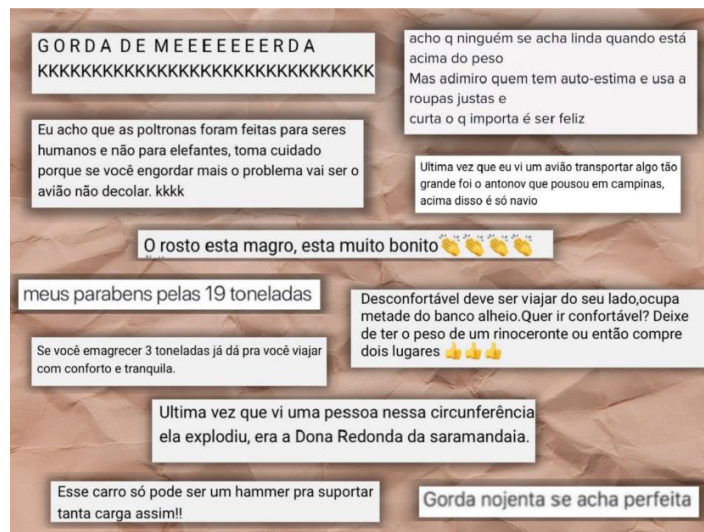 GORDA DE MEEEEEEERDA
KKKKKKKKKKKKKKKKKKKKKKKKKKKKKKK
acho q ninguém se acha linda quando está
acima do peso
Mas adimiro quem tem auto-estima e usa a
roupas justas e
curta o q importa é ser feliz
Eu acho que as poltronas foram feitas para seres
humanos e não para elefantes, toma cuidado
porque se você engordar mais o problema vai ser o
avião não decolar. kkkk
Ultima vez que eu vi um avião transportar algo tão
grande foi o antonov que pousou em campinas,
acima disso é só navio
O rosto esta magro, esta muito bonito👏👏👏👏
meus parabens pelas 19 toneladas
Desconfortável deve ser viajar do seu lado,ocupa
metade do banco alheio.Quer ir confortável? Deixe
de ter o peso de um rinoceronte ou então compre
dois lugares 👍👍👍
Se você emagrecer 3 toneladas já dá pra você viajar
com conforto e tranquila.
Ultima vez que vi uma pessoa nessa circunferência
ela explodiu, era a Dona Redonda da saramandaia.
Esse carro só pode ser um hammer pra suportar
tanta carga assim!!
Gorda nojenta se acha perfeita